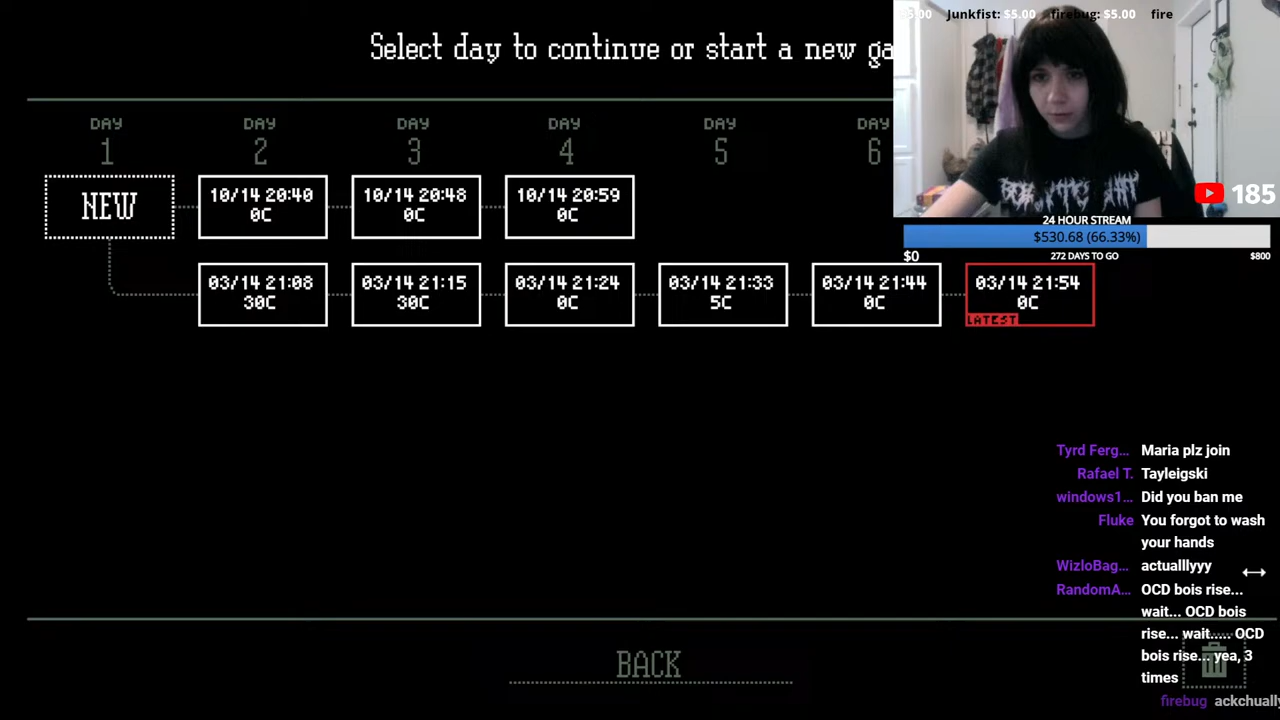 $5.00 Junkfist: $5.00 firebug: $5.00 fire
Select day to continue or start a new ga
DAY DAY DAY DAY DAY DAY
1 2 3 4 5 6
NEW
10/14 20:40
0C
10/14 20:48
0C
10/14 20:59
0C
185
24 HOUR STREAM
$530.68 (66.33%)
$0 272 DAYS TO GO $800
03/14 21:08
30C
03/14 21:15
30C
03/14 21:24
0C
03/14 21:33
5C
03/14 21:44
0C
03/14 21:54
0C
LATEST
Tyrd Ferg... Maria plz join
Rafael T. Tayleigski
windows1... Did you ban me
Fluke You forgot to wash
your hands
WizloBag... actualllyyy
RandomA... OCD bois rise...
wait... OCD bois
rise... wait..... OCD
bois rise... yea, 3
times
firebug ackchually
BACK